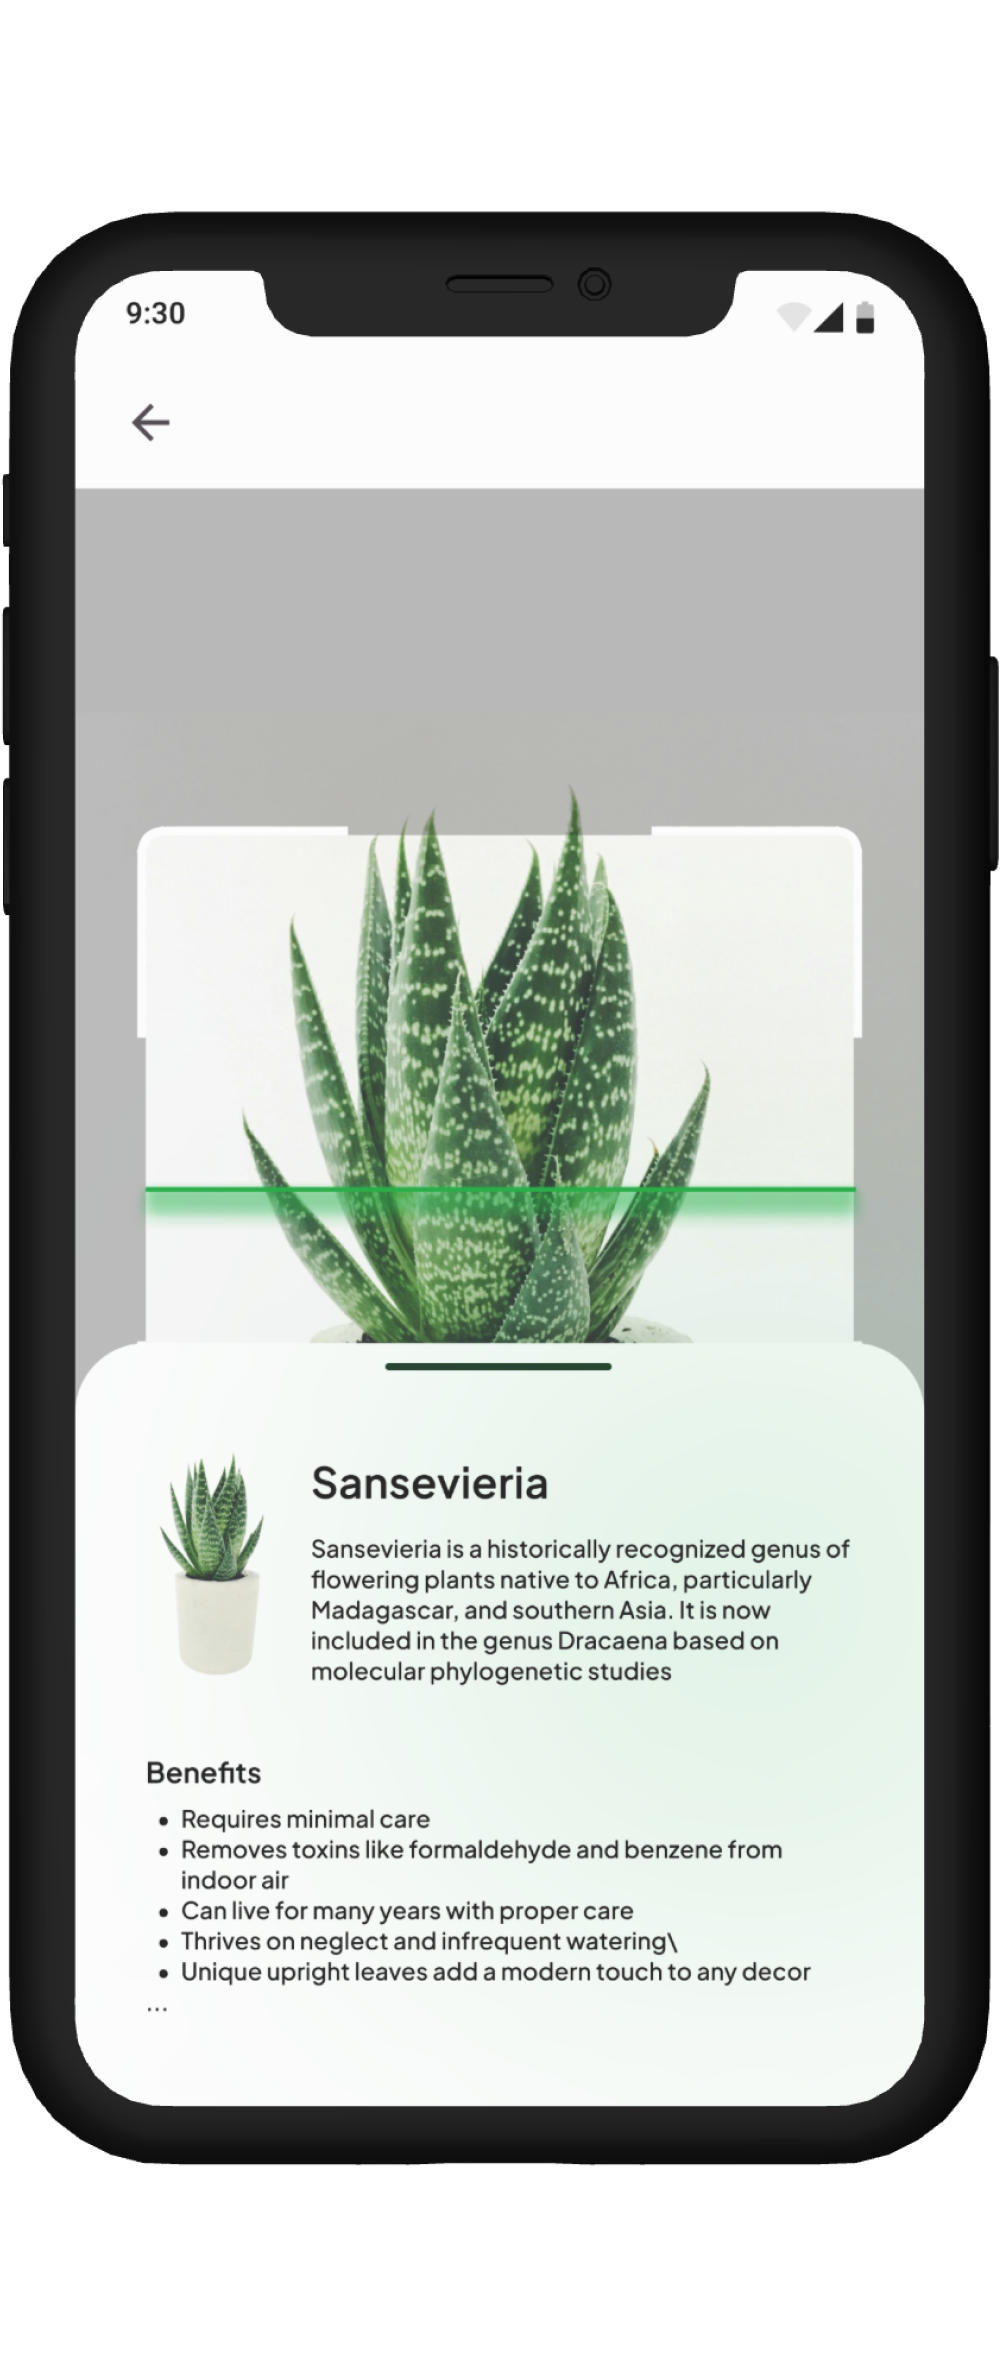 9:30
Sansevieria
Sansevieria is a historically recognized genus of
flowering plants native to Africa, particularly
Madagascar, and southern Asia. It is now
included in the genus Dracaena based on
molecular phylogenetic studies
Benefits
• Requires minimal care
• Removes toxins like formaldehyde and benzene from
indoor air
• Can live for many years with proper care
• Thrives on neglect and infrequent watering\
• Unique upright leaves add a modern touch to any decor
...